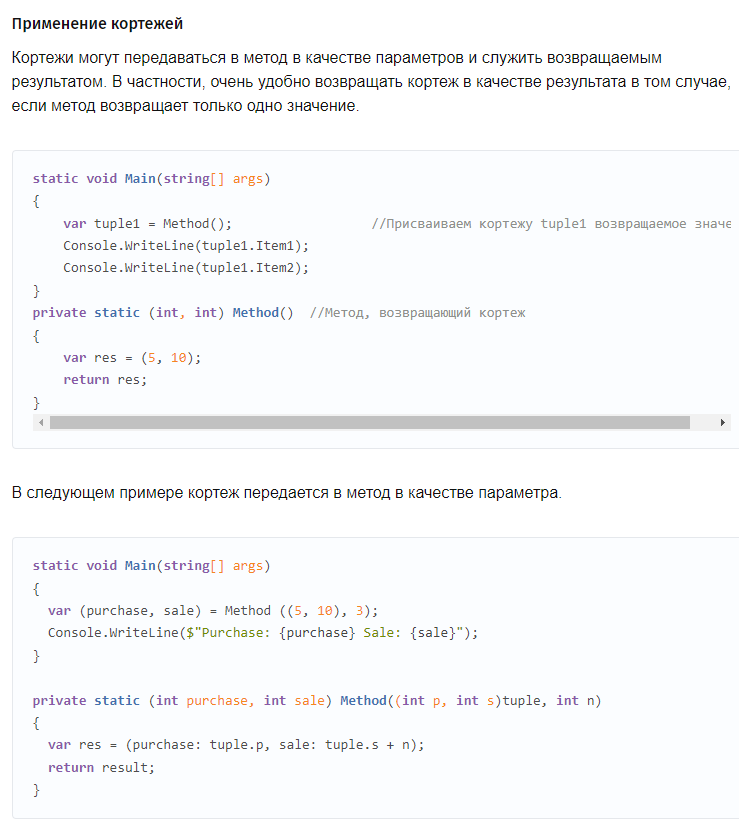 Применение кортежей
Кортежи могут передаваться в метод в качестве параметров и служить возвращаемым
результатом. В частности, очень удобно возвращать кортеж в качестве результата в том случае,
если метод возвращает только одно значение.
static void Main(string[] args)
{
    var tuple1 = Method();                  //Присваиваем кортежу tuple1 возвращаемое значе
    Console.WriteLine(tuple1.Item1);
    Console.WriteLine(tuple1.Item2);
}
private static (int, int) Method()  //Метод, возвращающий кортеж
{
    var res = (5, 10);
    return res;
}
В следующем примере кортеж передается в метод в качестве параметра.
static void Main(string[] args)
{
  var (purchase, sale) = Method ((5, 10), 3);
  Console.WriteLine($"Purchase: {purchase} Sale: {sale}");
}
private static (int purchase, int sale) Method((int p, int s)tuple, int n)
{
  var res = (purchase: tuple.p, sale: tuple.s + n);
  return result;
}